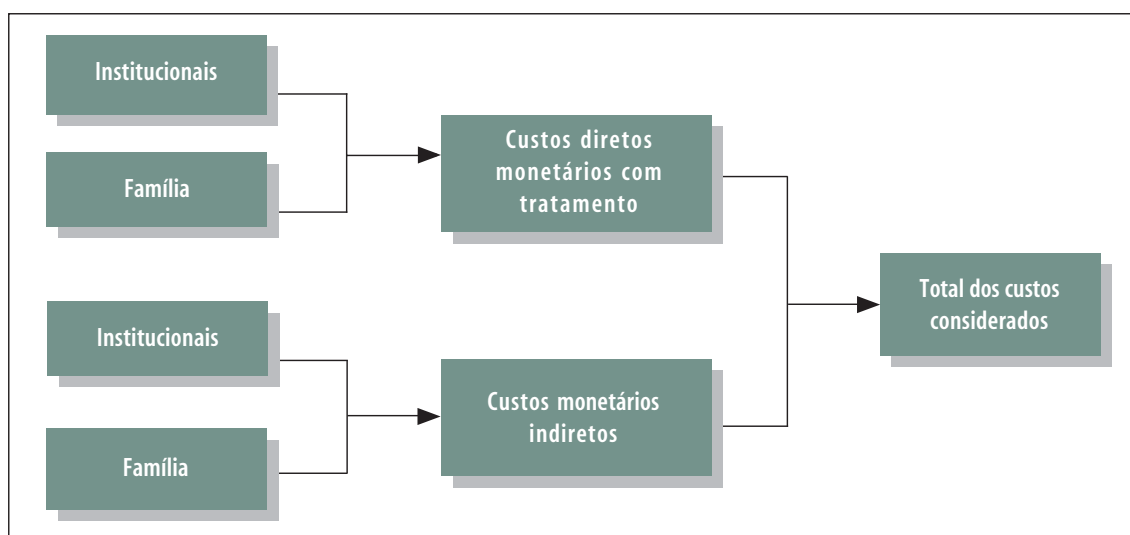 Institucionais
Família
Custos diretos
monetários com
tratamento
Institucionais
Família
Custos monetários
indiretos
Total dos custos
considerados